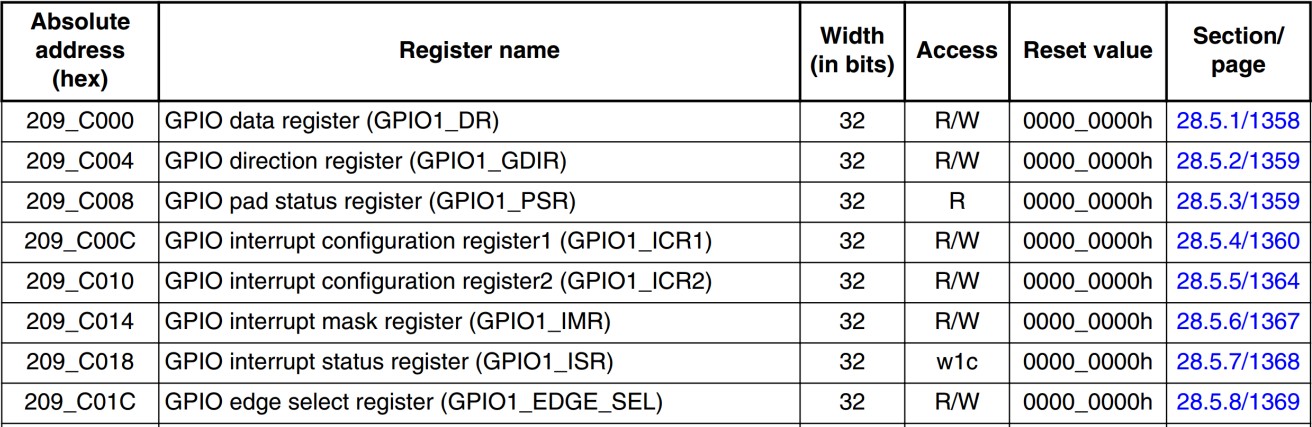 Absolute address (hex) Register name Width (in bits) Access Reset value Section/ page
209_C000 GPIO data register (GPIO1_DR) 32 R/W 0000_0000h 28.5.1/1358
209_C004 GPIO direction register (GPIO1_GDIR) 32 R/W 0000_0000h 28.5.2/1359
209_C008 GPIO pad status register (GPIO1_PSR) 32 R 0000_0000h 28.5.3/1359
209_C00C GPIO interrupt configuration register1 (GPIO1_ICR1) 32 R/W 0000_0000h 28.5.4/1360
209_C010 GPIO interrupt configuration register2 (GPIO1_ICR2) 32 R/W 0000_0000h 28.5.5/1364
209_C014 GPIO interrupt mask register (GPIO1_IMR) 32 R/W 0000_0000h 28.5.6/1367
209_C018 GPIO interrupt status register (GPIO1_ISR) 32 w1c 0000_0000h 28.5.7/1368
209_C01C GPIO edge select register (GPIO1_EDGE_SEL) 32 R/W 0000_0000h 28.5.8/1369